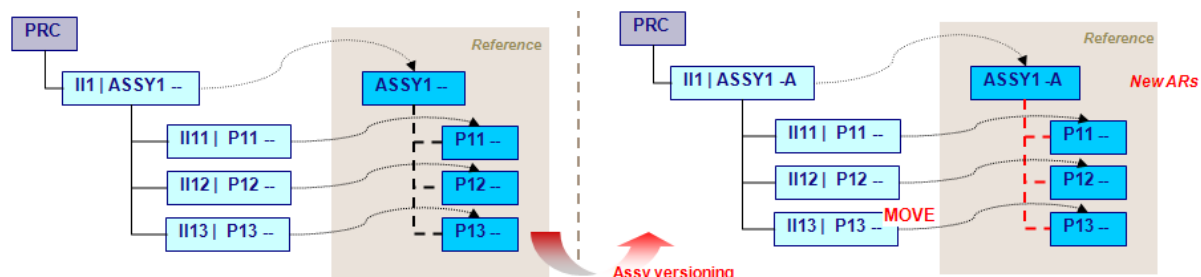 PRC
Reference
II1 | ASSY1 --
ASSY1 --
II11 | P11 --
P11 --
II12 | P12 --
P12 --
II13 | P13 --
P13 --
PRC
Reference
II1 | ASSY1 -A
ASSY1 -A
New ARs
II11 | P11 --
P11 --
II12 | P12 --
P12 --
II13 | P13 --
MOVE
P13 --
Assy versioning